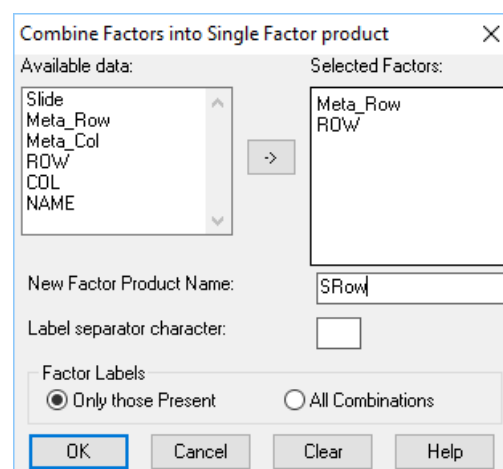 Combine Factors into Single Factor product
Available data:
Selected Factors:
Slide
Meta_Row
Meta_Col
ROW
COL
NAME
->
Meta_Row
ROW
New Factor Product Name:
SRow
Label separator character:
Factor Labels
Only those Present
All Combinations
OK
Cancel
Clear
Help